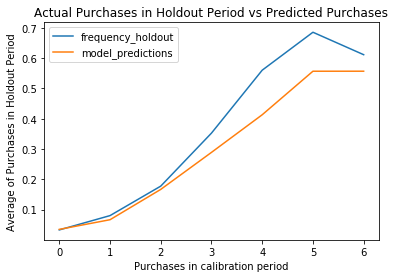 Actual Purchases in Holdout Period vs Predicted Purchases
frequency_holdout
model_predictions
Average of Purchases in Holdout Period
0.7
0.6
0.5
0.4
0.3
0.2
0.1
0 1 2 3 4 5 6
Purchases in calibration period